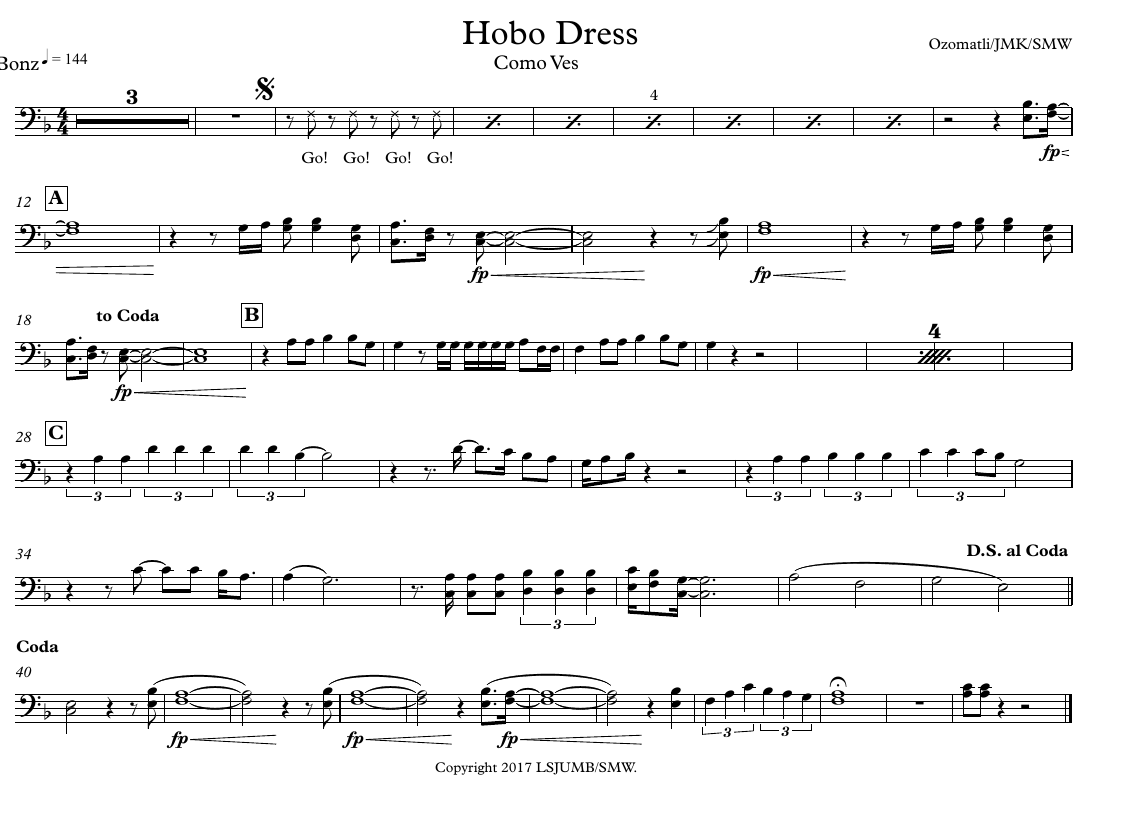 Hobo Dress
Como Ves
Ozomatli/JMK/SMW
Bonz ♩ = 144
3
4
Go! Go! Go! Go!
fp
12 A
fp fp
18 to Coda B 4
fp
28 C
3 3 3 3 3 3
34 D.S. al Coda
3
Coda
40
fp fp fp 3 3
Copyright 2017 LSJUMB/SMW.